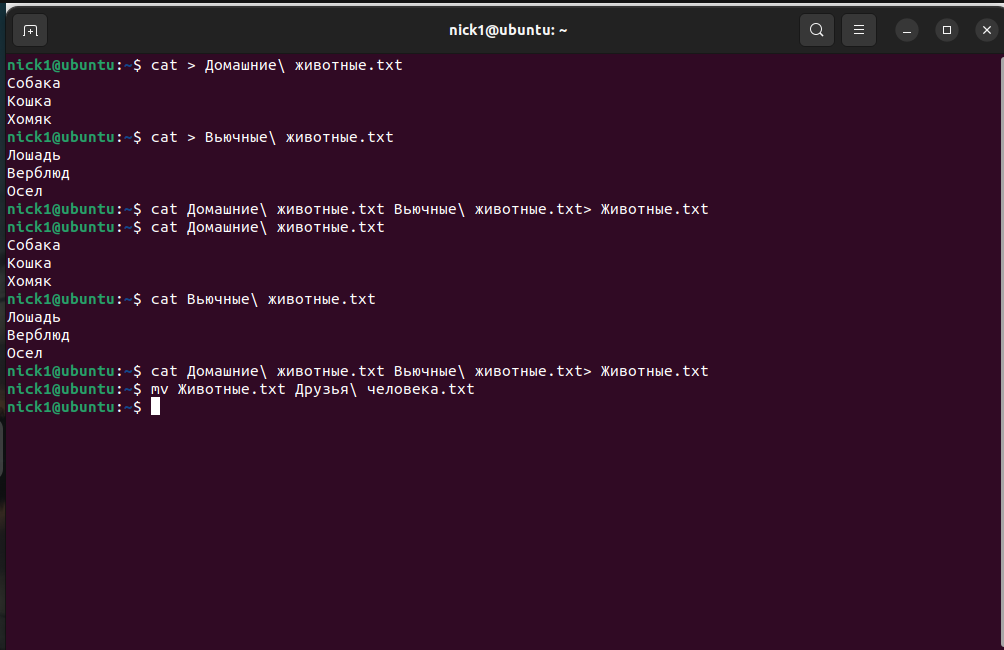 nick1@ubuntu: ~
nick1@ubuntu:~$ cat > Домашние\ животные.txt
Собака
Кошка
Хомяк
nick1@ubuntu:~$ cat > Вьючные\ животные.txt
Лошадь
Верблюд
Осел
nick1@ubuntu:~$ cat Домашние\ животные.txt Вьючные\ животные.txt> Животные.txt
nick1@ubuntu:~$ cat Домашние\ животные.txt
Собака
Кошка
Хомяк
nick1@ubuntu:~$ cat Вьючные\ животные.txt
Лошадь
Верблюд
Осел
nick1@ubuntu:~$ cat Домашние\ животные.txt Вьючные\ животные.txt> Животные.txt
nick1@ubuntu:~$ mv Животные.txt Друзья\ человека.txt
nick1@ubuntu:~$